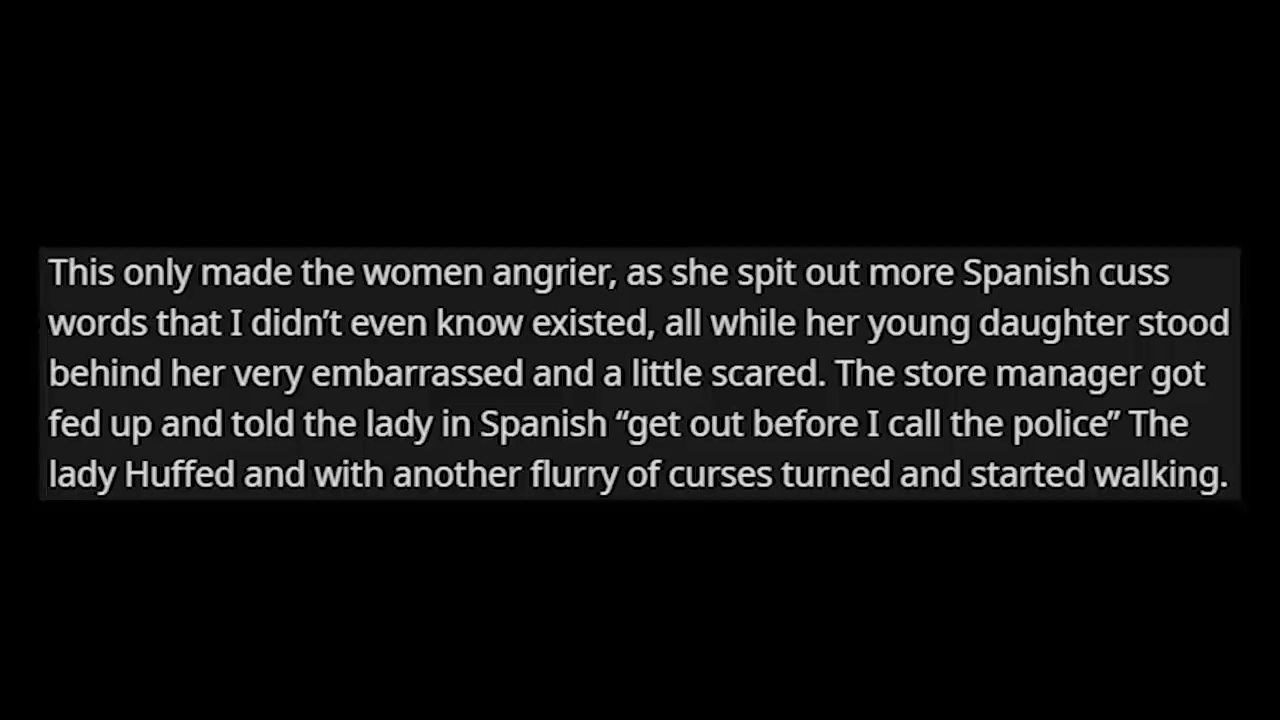 This only made the women angrier, as she spit out more Spanish cuss
words that I didn’t even know existed, all while her young daughter stood
behind her very embarrassed and a little scared. The store manager got
fed up and told the lady in Spanish “get out before I call the police” The
lady Huffed and with another flurry of curses turned and started walking.